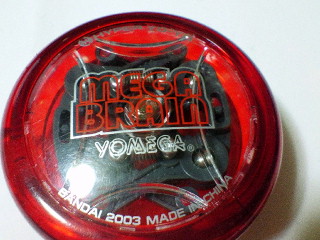 MEGA
BRAIN
YOMEGA®
BANDAI 2003 MADE IN CHINA